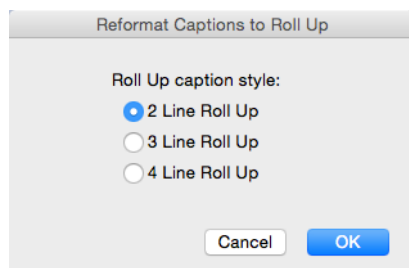 Reformat Captions to Roll Up
Roll Up caption style:
2 Line Roll Up
3 Line Roll Up
4 Line Roll Up
Cancel OK